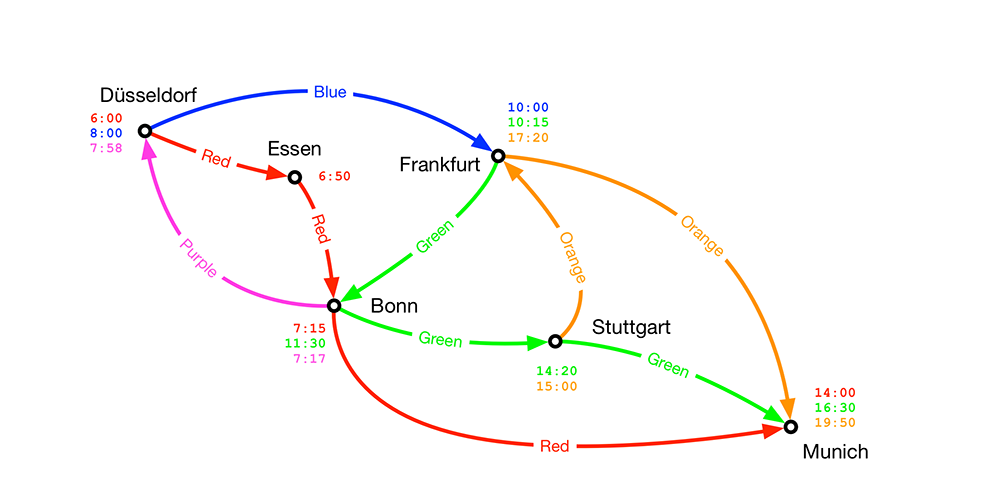 Düsseldorf
6:00
8:00
7:58
Blue
10:00
10:15
17:20
Frankfurt
Red
Essen
6:50
Red
Purple
Green
Orange
Orange
Bonn
7:15
11:30
7:17
Green
Stuttgart
14:20
15:00
Green
Red
14:00
16:30
19:50
Munich